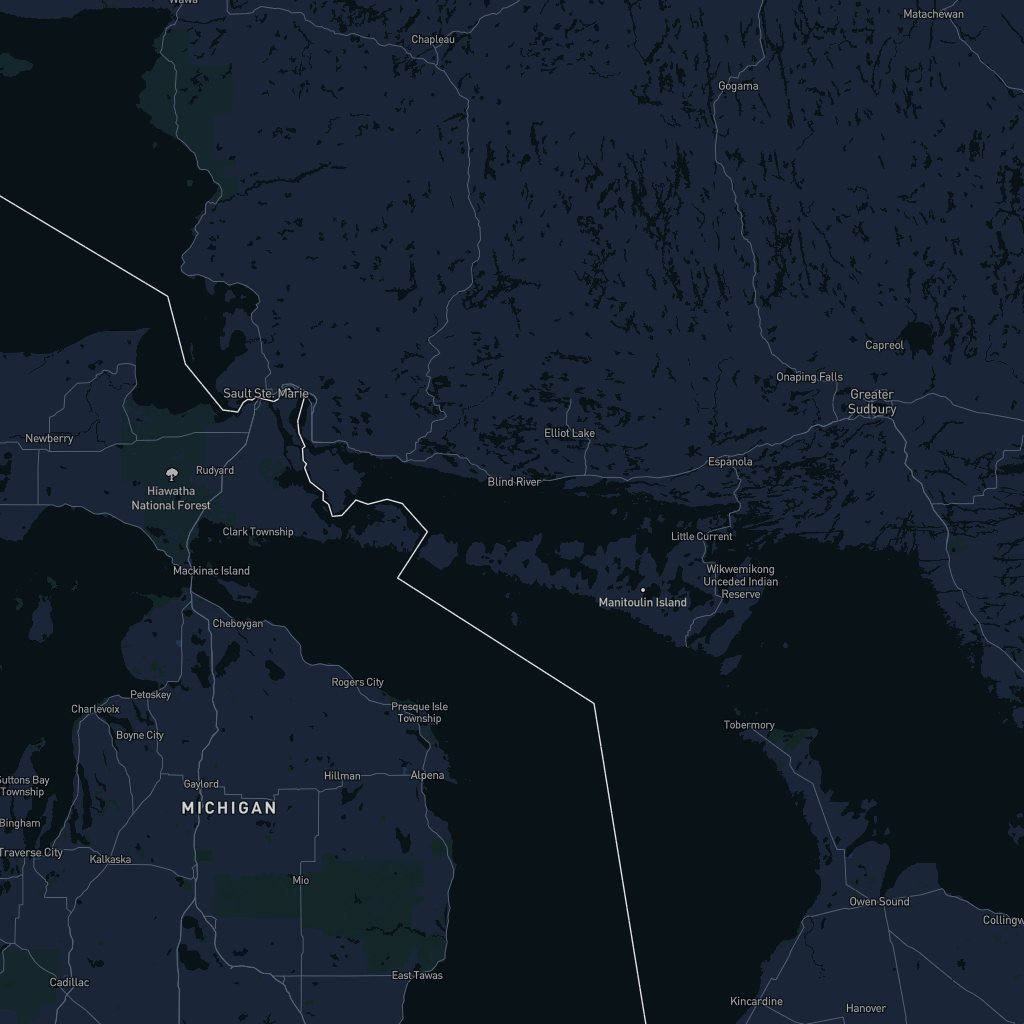 Wawa
Matachewan
Chapleau
Gogama
Capreol
Onaping Falls
Sault Ste. Marie
Greater
Sudbury
Newberry
Elliot Lake
Espanola
Rudyard
Blind River
Hiawatha
National Forest
Clark Township
Little Current
Mackinac Island
Wikwemikong
Unceded Indian
Reserve
Manitoulin Island
Cheboygan
Rogers City
Petoskey
Charlevoix
Presque Isle
Township
Tobermory
Boyne City
Hillman
Alpena
Suttons Bay
Township
Gaylord
MICHIGAN
Bingham
Traverse City
Kalkaska
Mio
Owen Sound
Collingw
East Tawas
Cadillac
Kincardine
Hanover